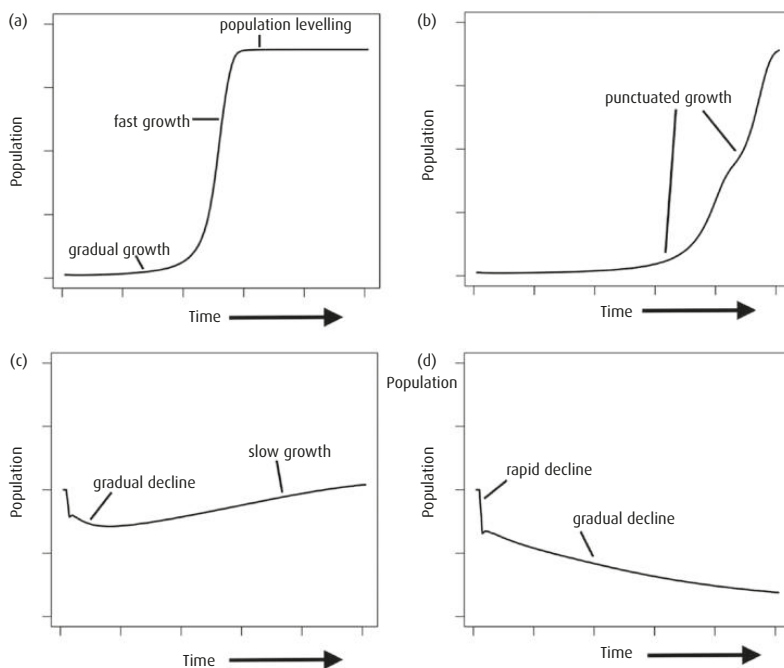 (a)
population levelling
fast growth
gradual growth
Population
Time
(b)
punctuated growth
Population
Time
(c)
slow growth
gradual decline
Population
Time
(d)
Population
rapid decline
gradual decline
Population
Time